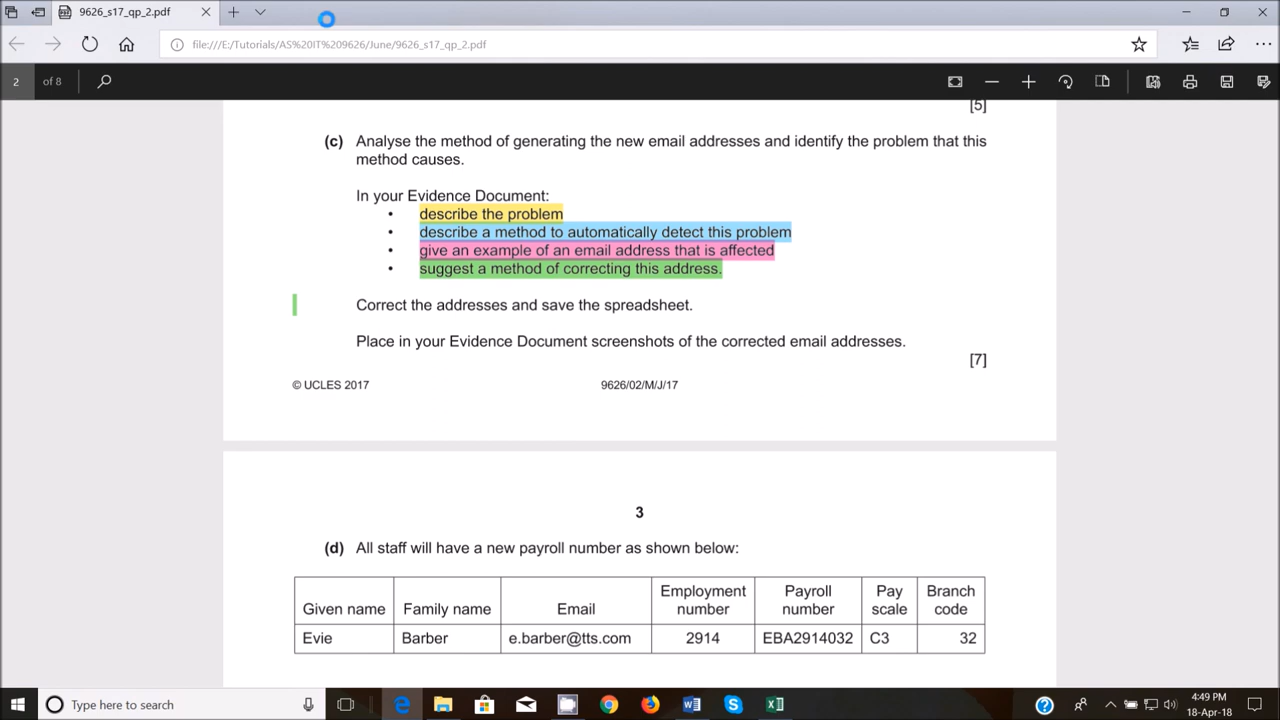 9626_s17_qp_2.pdf
file:///E:/Tutorials/AS%20IT%209626/June/9626_s17_qp_2.pdf
2 of 8
[5]
(c) Analyse the method of generating the new email addresses and identify the problem that this
method causes.
In your Evidence Document:
• describe the problem
• describe a method to automatically detect this problem
• give an example of an email address that is affected
• suggest a method of correcting this address.
Correct the addresses and save the spreadsheet.
Place in your Evidence Document screenshots of the corrected email addresses.
[7]
© UCLES 2017 9626/02/M/J/17
3
(d) All staff will have a new payroll number as shown below:
Given name Family name Email Employment number Payroll number Pay scale Branch code
Evie Barber e.barber@tts.com 2914 EBA2914032 C3 32
Type here to search
4:49 PM
18-Apr-18